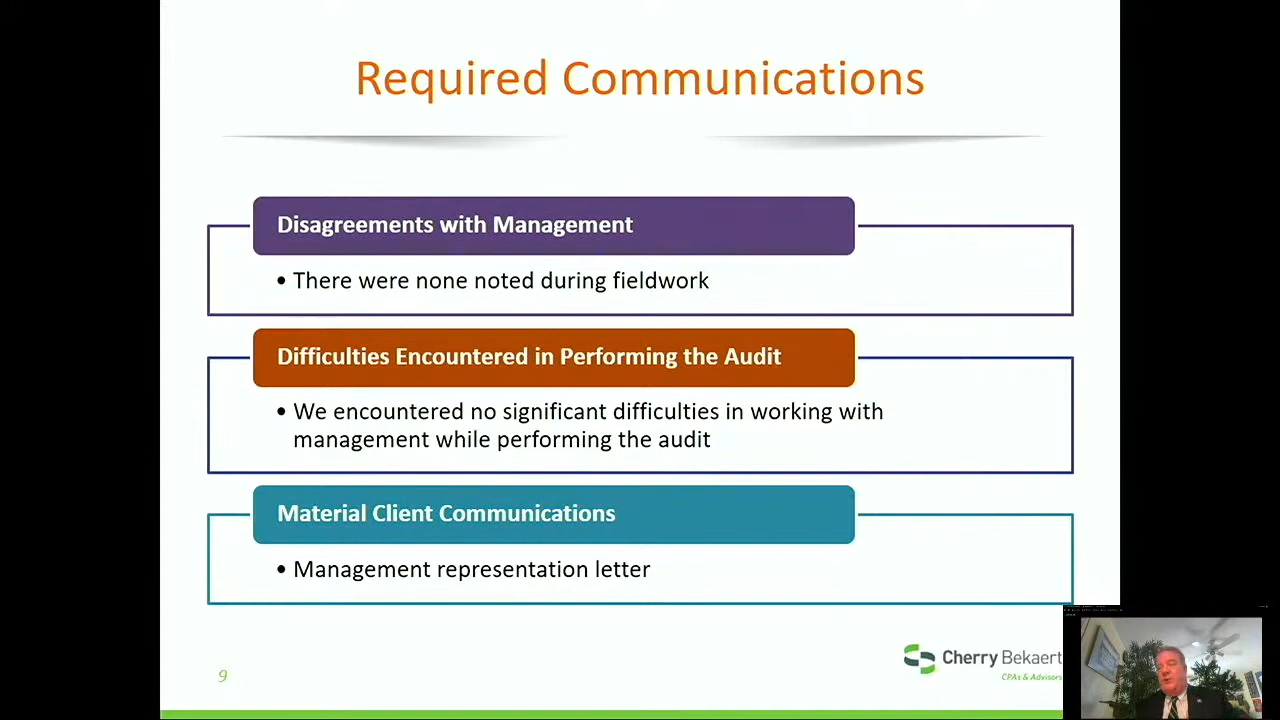 Required Communications
Disagreements with Management
• There were none noted during fieldwork
Difficulties Encountered in Performing the Audit
• We encountered no significant difficulties in working with
management while performing the audit
Material Client Communications
• Management representation letter
9
Cherry Bekaert
CPAs & Advisors